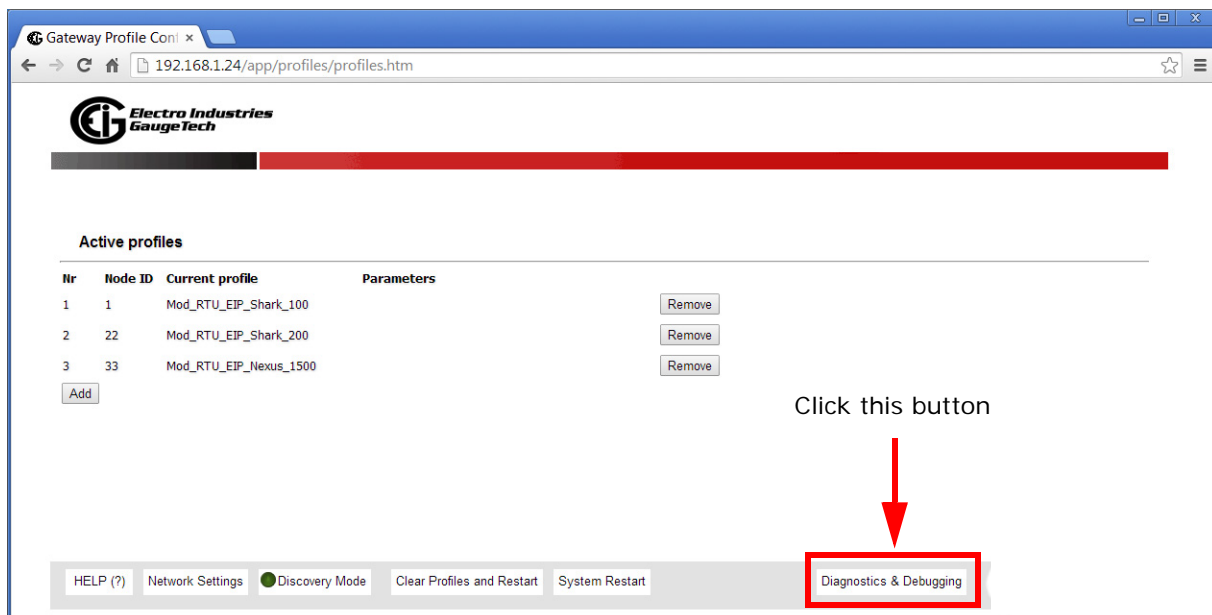 Gateway Profile Conf
192.168.1.24/app/profiles/profiles.htm
EIG Electro Industries
GaugeTech
Active profiles
Nr Node ID Current profile Parameters
1 1 Mod_RTU_EIP_Shark_100 Remove
2 22 Mod_RTU_EIP_Shark_200 Remove
3 33 Mod_RTU_EIP_Nexus_1500 Remove
Add
Click this button
HELP (?) Network Settings Discovery Mode Clear Profiles and Restart System Restart Diagnostics & Debugging